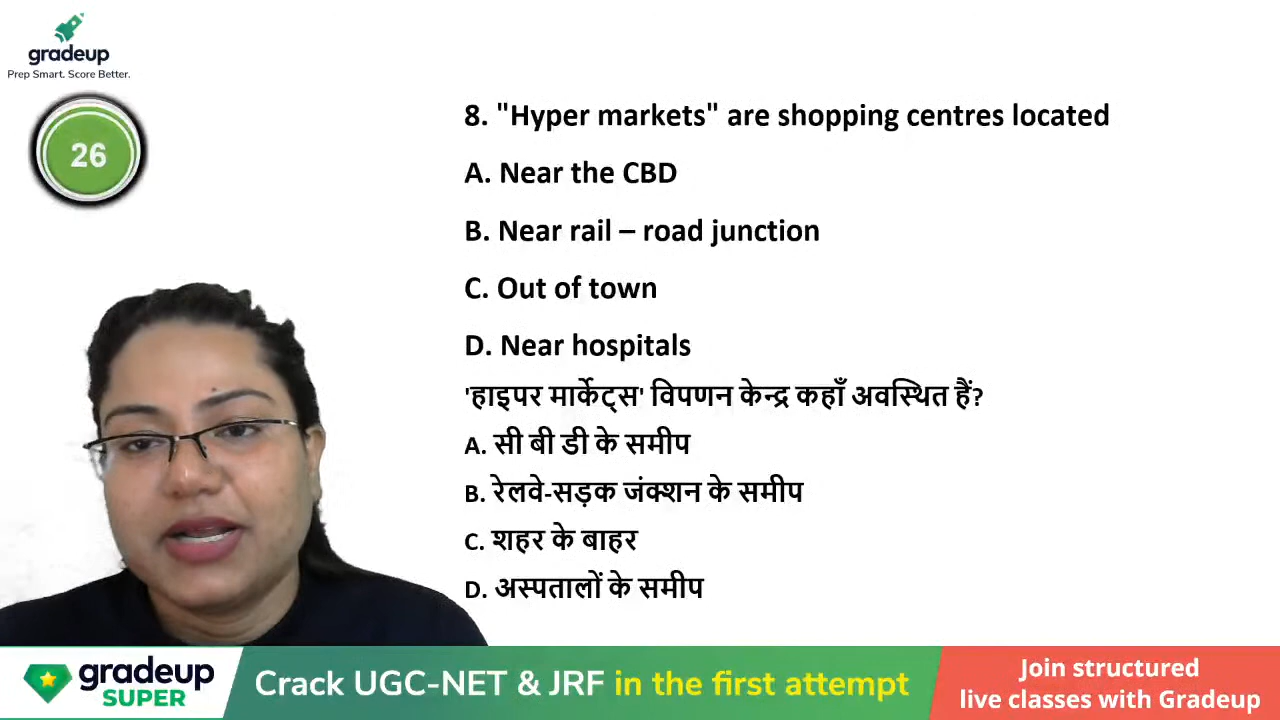 gradeup
Prep Smart. Score Better.
26
8. "Hyper markets" are shopping centres located
A. Near the CBD
B. Near rail – road junction
C. Out of town
D. Near hospitals
'हाइपर मार्केट्स' विपणन केन्द्र कहाँ अवस्थित हैं?
A. सी बी डी के समीप
B. रेलवे-सड़क जंक्शन के समीप
C. शहर के बाहर
D. अस्पतालों के समीप
gradeup
SUPER
Crack UGC-NET & JRF in the first attempt
Join structured
live classes with Gradeup